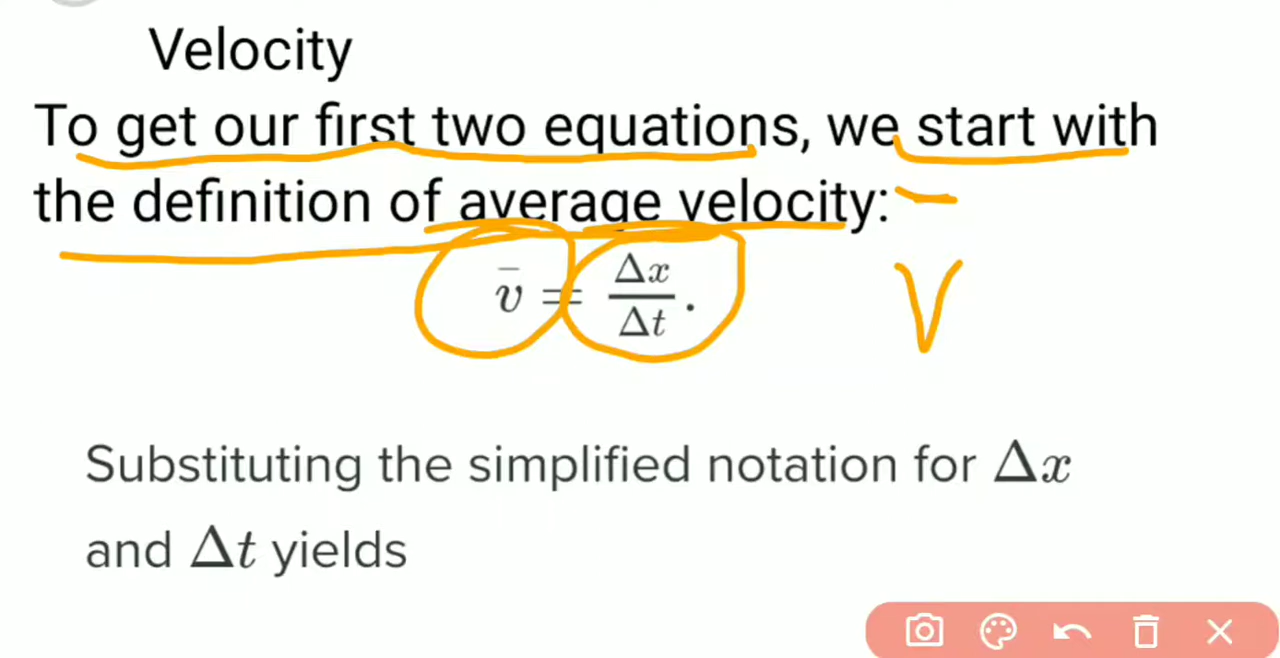 Velocity
To get our first two equations, we start with
the definition of average velocity:
v̄ = Δx/Δt.
V
Substituting the simplified notation for Δx
and Δt yields